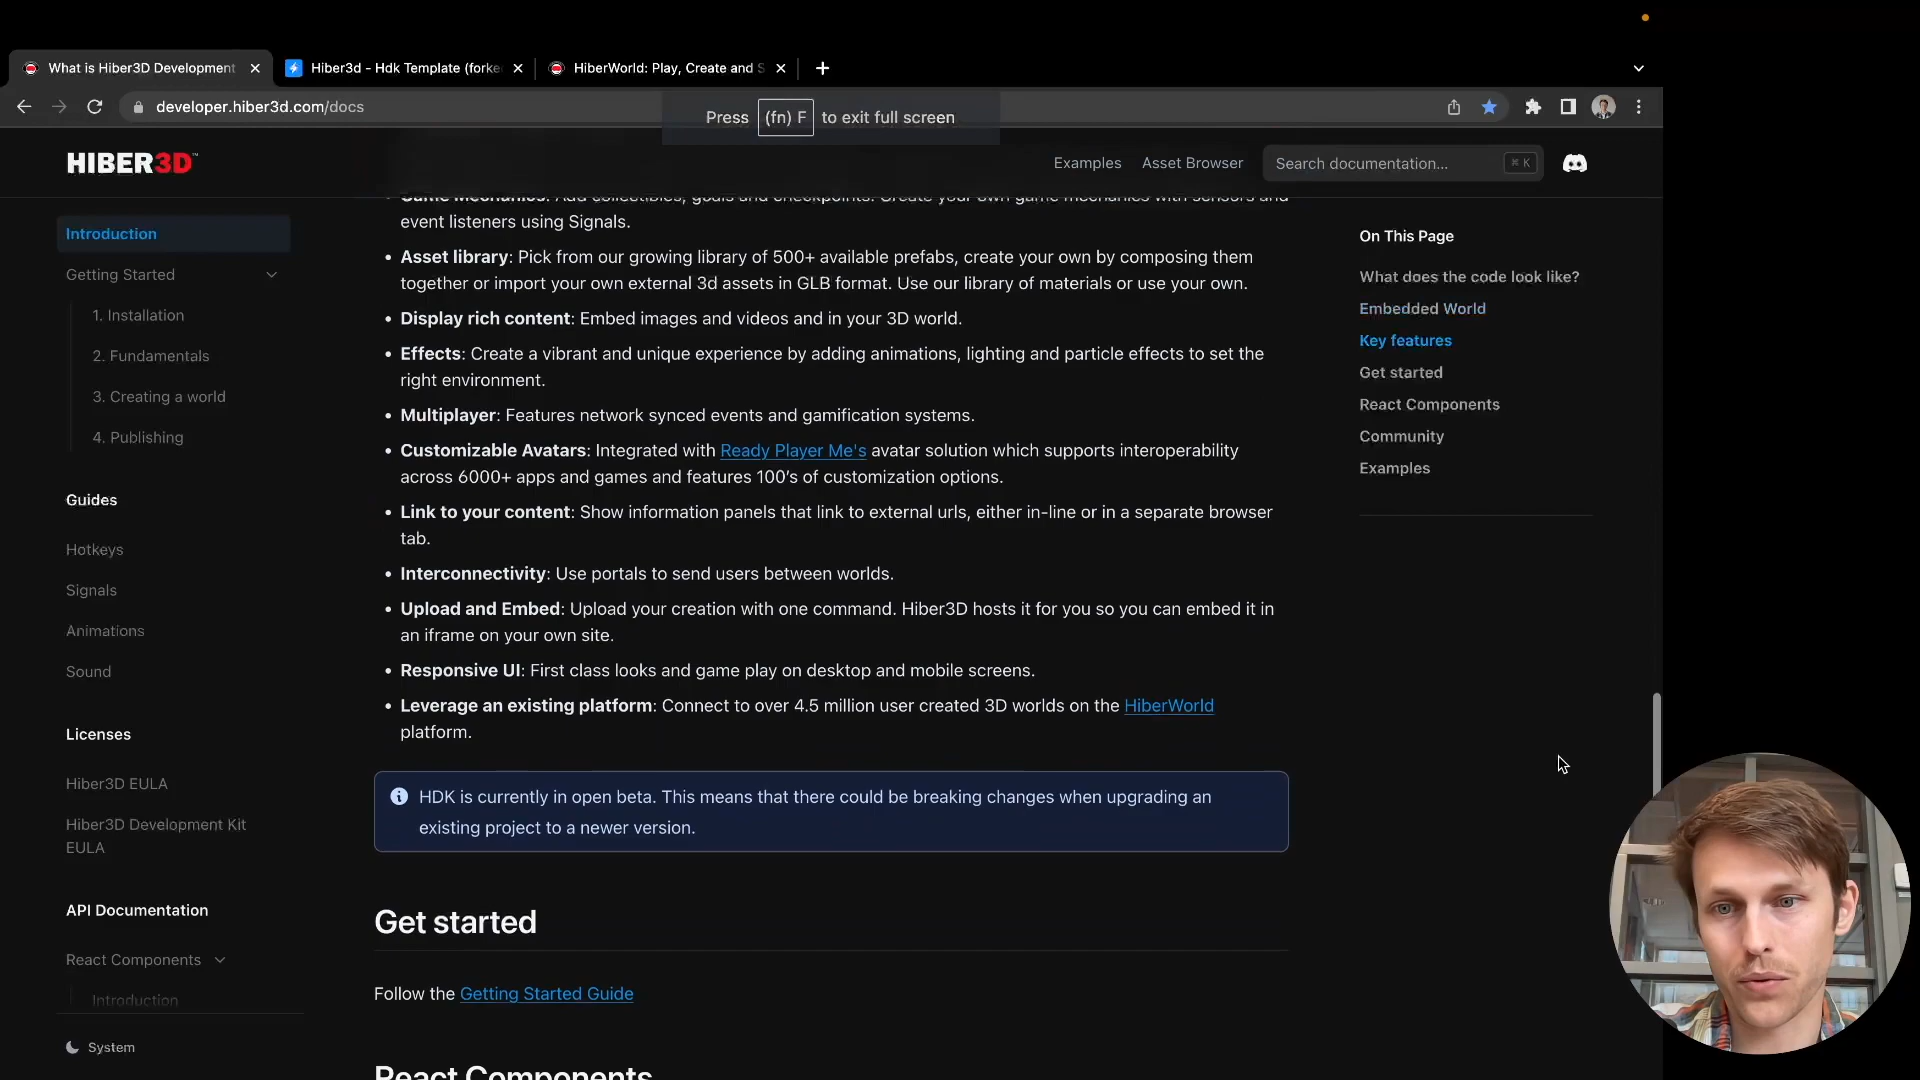 What is Hiber3D Development
Hiber3d - Hdk Template (forke
HiberWorld: Play, Create and S
developer.hiber3d.com/docs
Press (fn) F to exit full screen
HIBER3D™
Examples
Asset Browser
Search documentation...
⌘ K
Introduction
Getting Started
1. Installation
2. Fundamentals
3. Creating a world
4. Publishing
Guides
Hotkeys
Signals
Animations
Sound
Licenses
Hiber3D EULA
Hiber3D Development Kit
EULA
API Documentation
React Components
Introduction
System
Game Mechanics: Add collectibles, goals and checkpoints. Create your own game mechanics with sensors and
event listeners using Signals.
• Asset library: Pick from our growing library of 500+ available prefabs, create your own by composing them
together or import your own external 3d assets in GLB format. Use our library of materials or use your own.
• Display rich content: Embed images and videos and in your 3D world.
• Effects: Create a vibrant and unique experience by adding animations, lighting and particle effects to set the
right environment.
• Multiplayer: Features network synced events and gamification systems.
• Customizable Avatars: Integrated with Ready Player Me's avatar solution which supports interoperability
across 6000+ apps and games and features 100's of customization options.
• Link to your content: Show information panels that link to external urls, either in-line or in a separate browser
tab.
• Interconnectivity: Use portals to send users between worlds.
• Upload and Embed: Upload your creation with one command. Hiber3D hosts it for you so you can embed it in
an iframe on your own site.
• Responsive UI: First class looks and game play on desktop and mobile screens.
• Leverage an existing platform: Connect to over 4.5 million user created 3D worlds on the HiberWorld
platform.
HDK is currently in open beta. This means that there could be breaking changes when upgrading an
existing project to a newer version.
Get started
Follow the Getting Started Guide
React Components
On This Page
What does the code look like?
Embedded World
Key features
Get started
React Components
Community
Examples